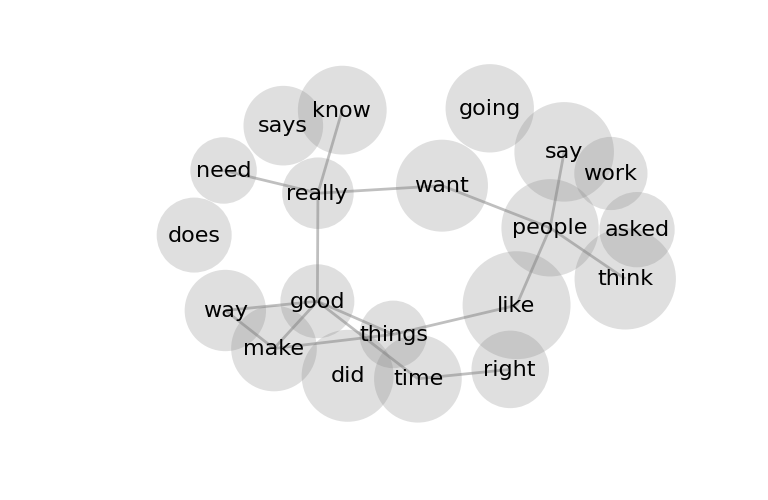 know
going
says
say
need
work
really
want
does
people
asked
think
way
good
like
things
make
did
time
right